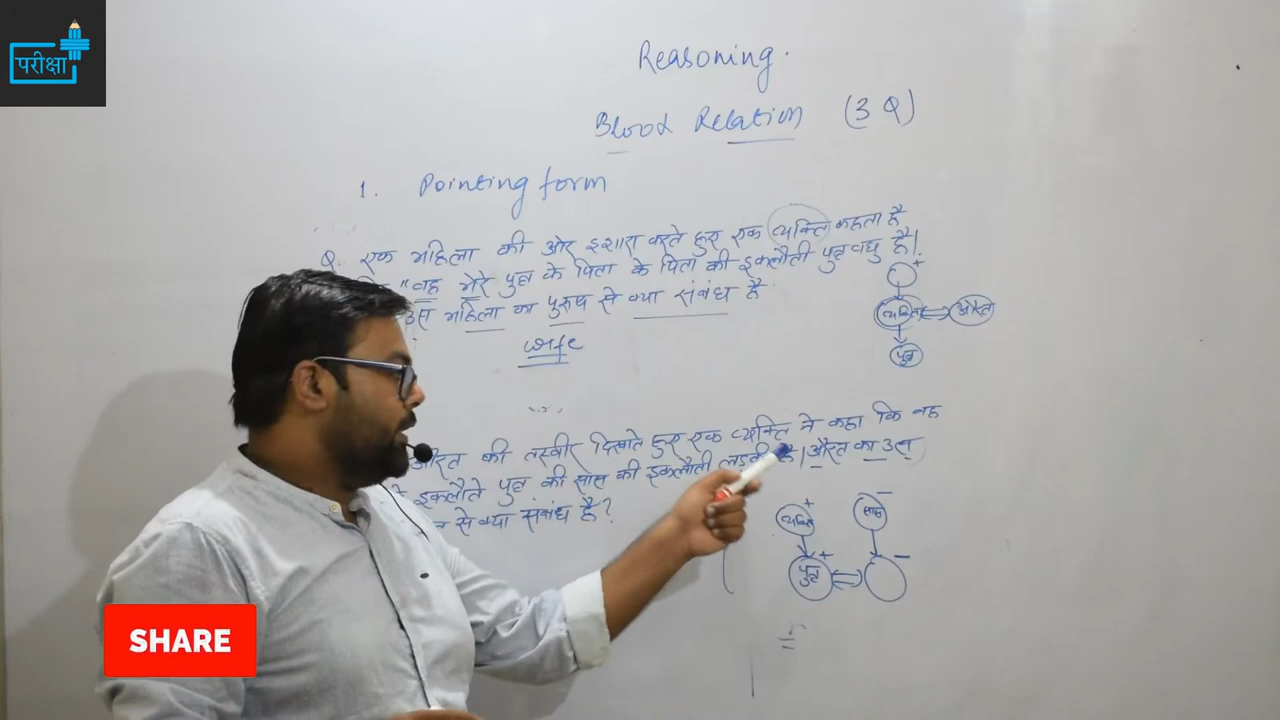 परीक्षा
Reasoning.
Blood Relation (3 Q)
1. Pointing form
Q. एक महिला की ओर इशारा करते हुए एक व्यक्ति कहता है
"वह मेरे पुत्र के पिता के पिता की इकलौती पुत्र वधु है।
उस महिला का पुरुष से क्या संबंध है
wife
+
व्यक्ति औरत
पुत्र
औरत की तस्वीर दिखाते हुए एक व्यक्ति ने कहा कि वह
इकलौते पुत्र की सास की इकलौती लड़की है। औरत का उस
से क्या संबंध है?
+ −
व्यक्ति सास
+ −
पुत्र
SHARE